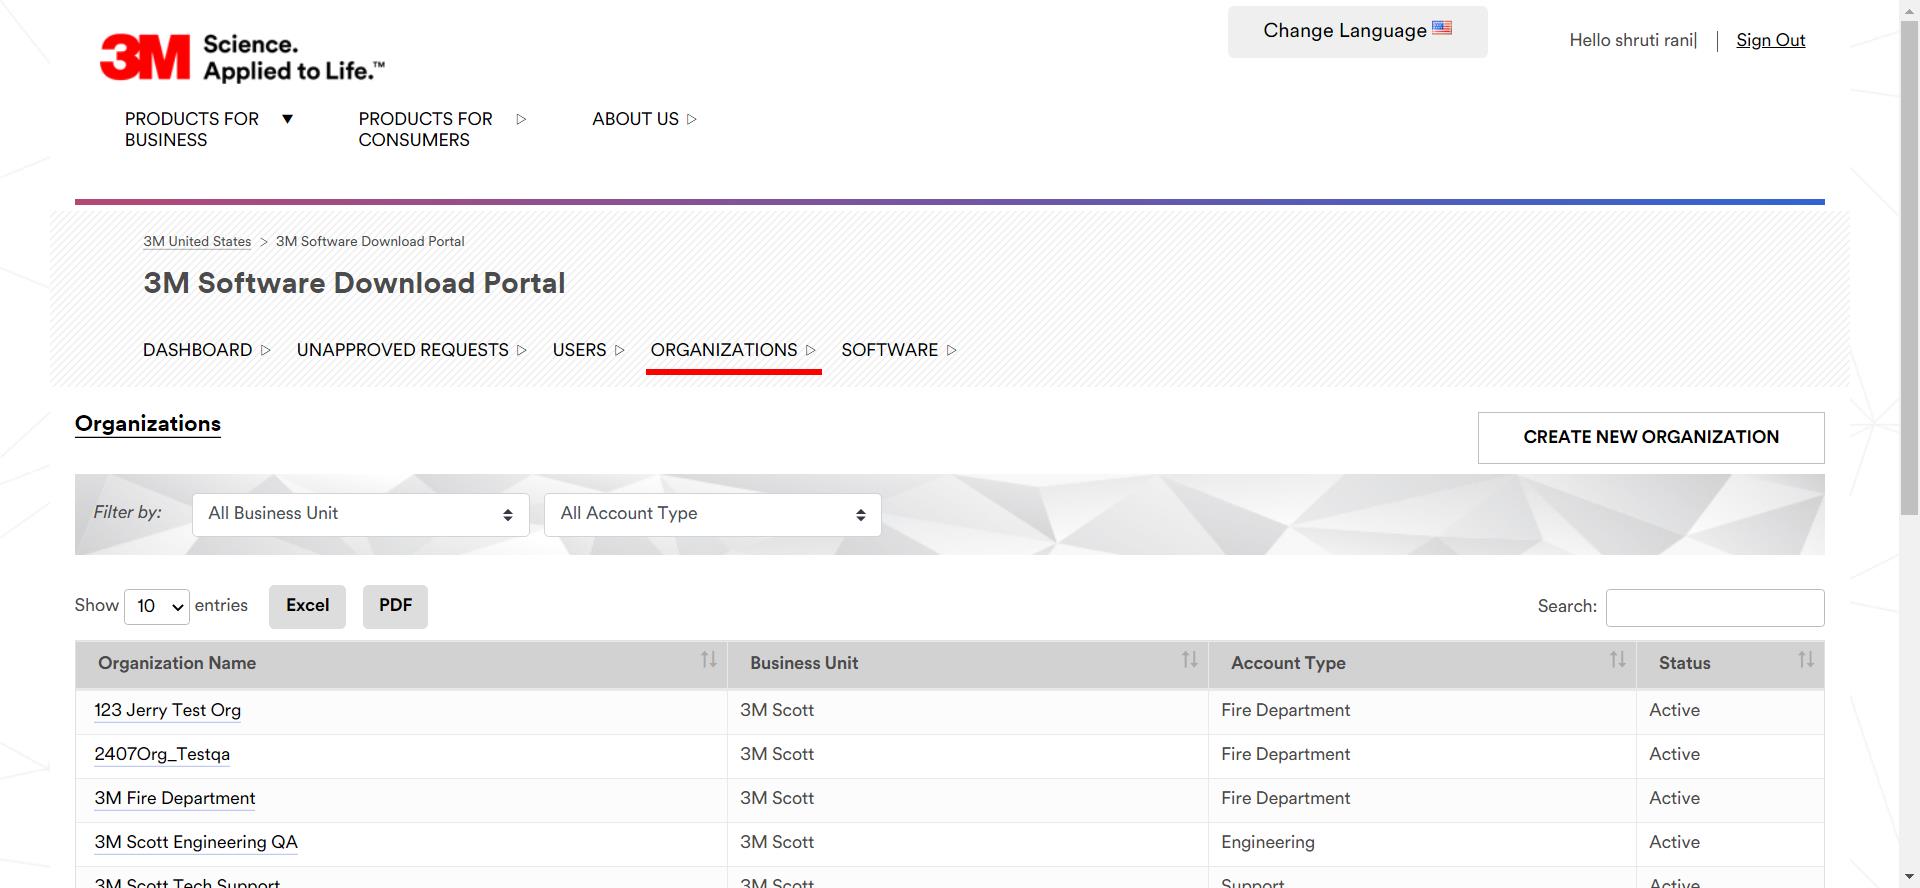 3M Science.
Applied to Life.™
Change Language
Hello shruti rani|
Sign Out
PRODUCTS FOR
BUSINESS ▼
PRODUCTS FOR
CONSUMERS ▷
ABOUT US ▷
3M United States > 3M Software Download Portal
3M Software Download Portal
DASHBOARD ▷ UNAPPROVED REQUESTS ▷ USERS ▷ ORGANIZATIONS ▷ SOFTWARE ▷
Organizations
CREATE NEW ORGANIZATION
Filter by: All Business Unit All Account Type
Show 10 entries Excel PDF Search:
Organization Name Business Unit Account Type Status
123 Jerry Test Org 3M Scott Fire Department Active
2407Org_Testqa 3M Scott Fire Department Active
3M Fire Department 3M Scott Fire Department Active
3M Scott Engineering QA 3M Scott Engineering Active
3M Scott Tech Support 3M Scott Support Active